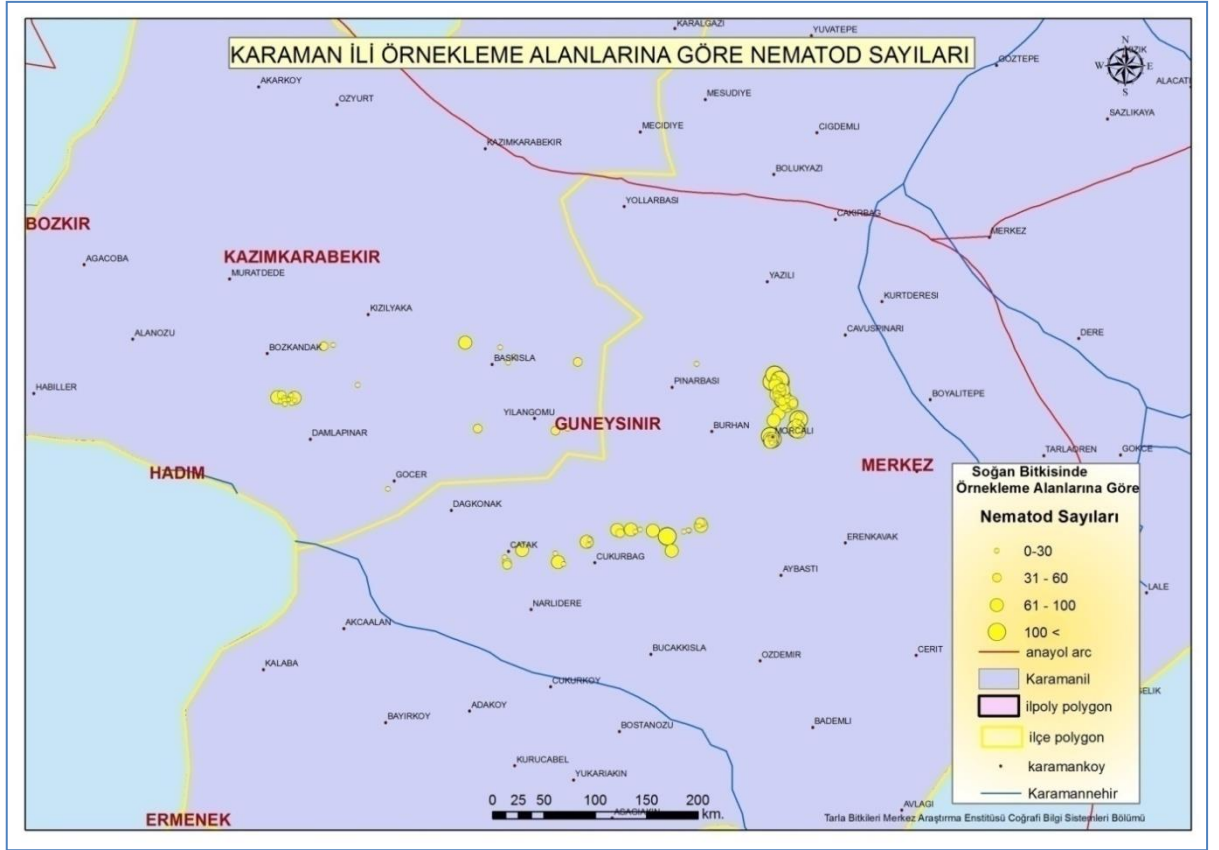 KARALGAZI
YUVATEPE
KARAMAN İLİ ÖRNEKLEME ALANLARINA GÖRE NEMATOD SAYILARI
N
W E
S
GOZTEPE
AKARKOY
OZYURT
MESUDIYE
SAZLIKAYA
MECIDIYE
CIGDEMLI
KAZIMKARABEKIR
BOLUKYAZI
YOLLARBASI
CAKIRBAG
BOZKIR
MERKEZ
KAZIMKARABEKIR
AGACOBA
MURATDEDE
YAZILI
KURTDERESI
KIZILYAKA
ALANOZU
CAVUSPINARI
DERE
BOZKANDAK
BASKISLA
HABILLER
PINARBASI
BOYALITEPE
YILANGOMU
GUNEYSINIR
BURHAN
MORCALI
DAMLAPINAR
TARLAOREN
GOKCE
HADIM
GOCER
MERKEZ
DAGKONAK
CATAK
CUKURBAG
ERENKAVAK
AYBASTI
LALE
NARLIDERE
AKCAALAN
BUCAKKISLA
OZDEMIR
CERIT
KALABA
CUKURKOY
ADAKOY
BAYIRKOY
BOSTANOZU
BADEMLI
KURUCABEL
YUKARIAKIN
AVLAGI
ERMENEK
Soğan Bitkisinde
Örnekleme Alanlarına Göre
Nematod Sayıları
0-30
31 - 60
61 - 100
100 <
anayol arc
Karamanil
ilpoly polygon
ilçe polygon
karamankoy
Karamannehir
0 25 50 100 150 200
km.
Tarla Bitkileri Merkez Araştırma Enstitüsü Coğrafi Bilgi Sistemleri Bölümü